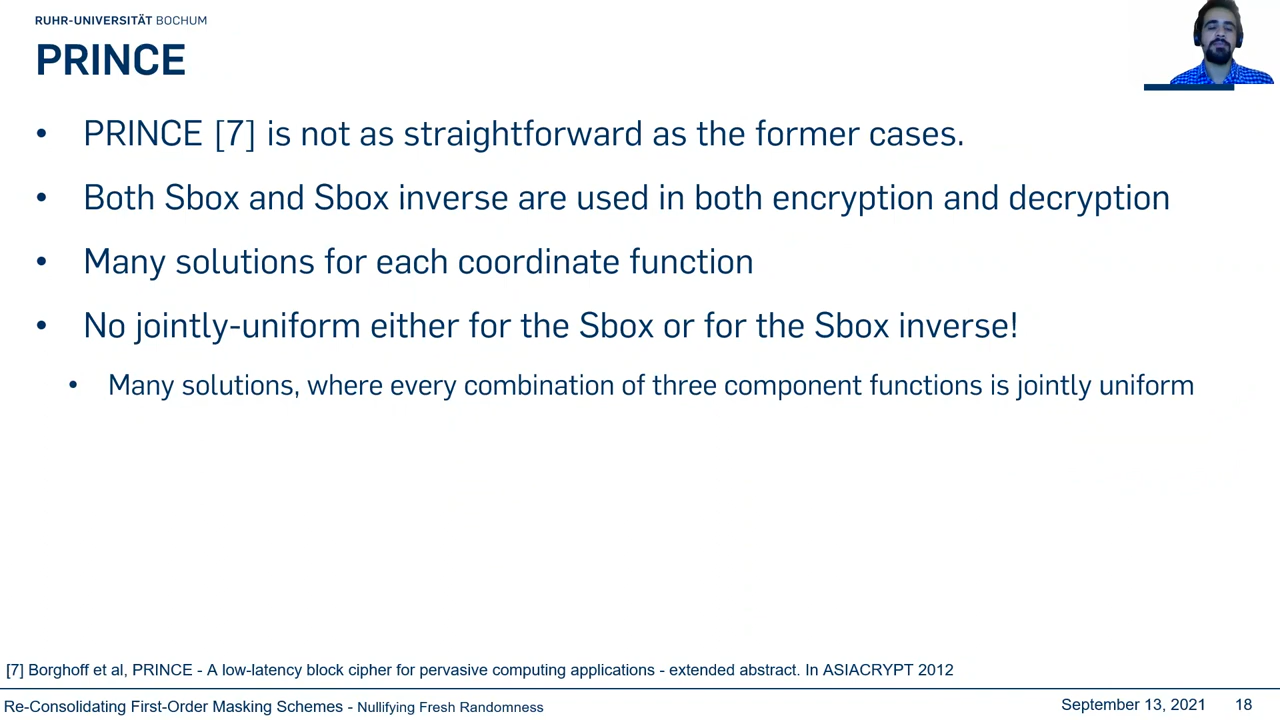 RUHR-UNIVERSITÄT BOCHUM
PRINCE
• PRINCE [7] is not as straightforward as the former cases.
• Both Sbox and Sbox inverse are used in both encryption and decryption
• Many solutions for each coordinate function
• No jointly-uniform either for the Sbox or for the Sbox inverse!
• Many solutions, where every combination of three component functions is jointly uniform
[7] Borghoff et al, PRINCE - A low-latency block cipher for pervasive computing applications - extended abstract. In ASIACRYPT 2012
Re-Consolidating First-Order Masking Schemes - Nullifying Fresh Randomness
September 13, 2021 18